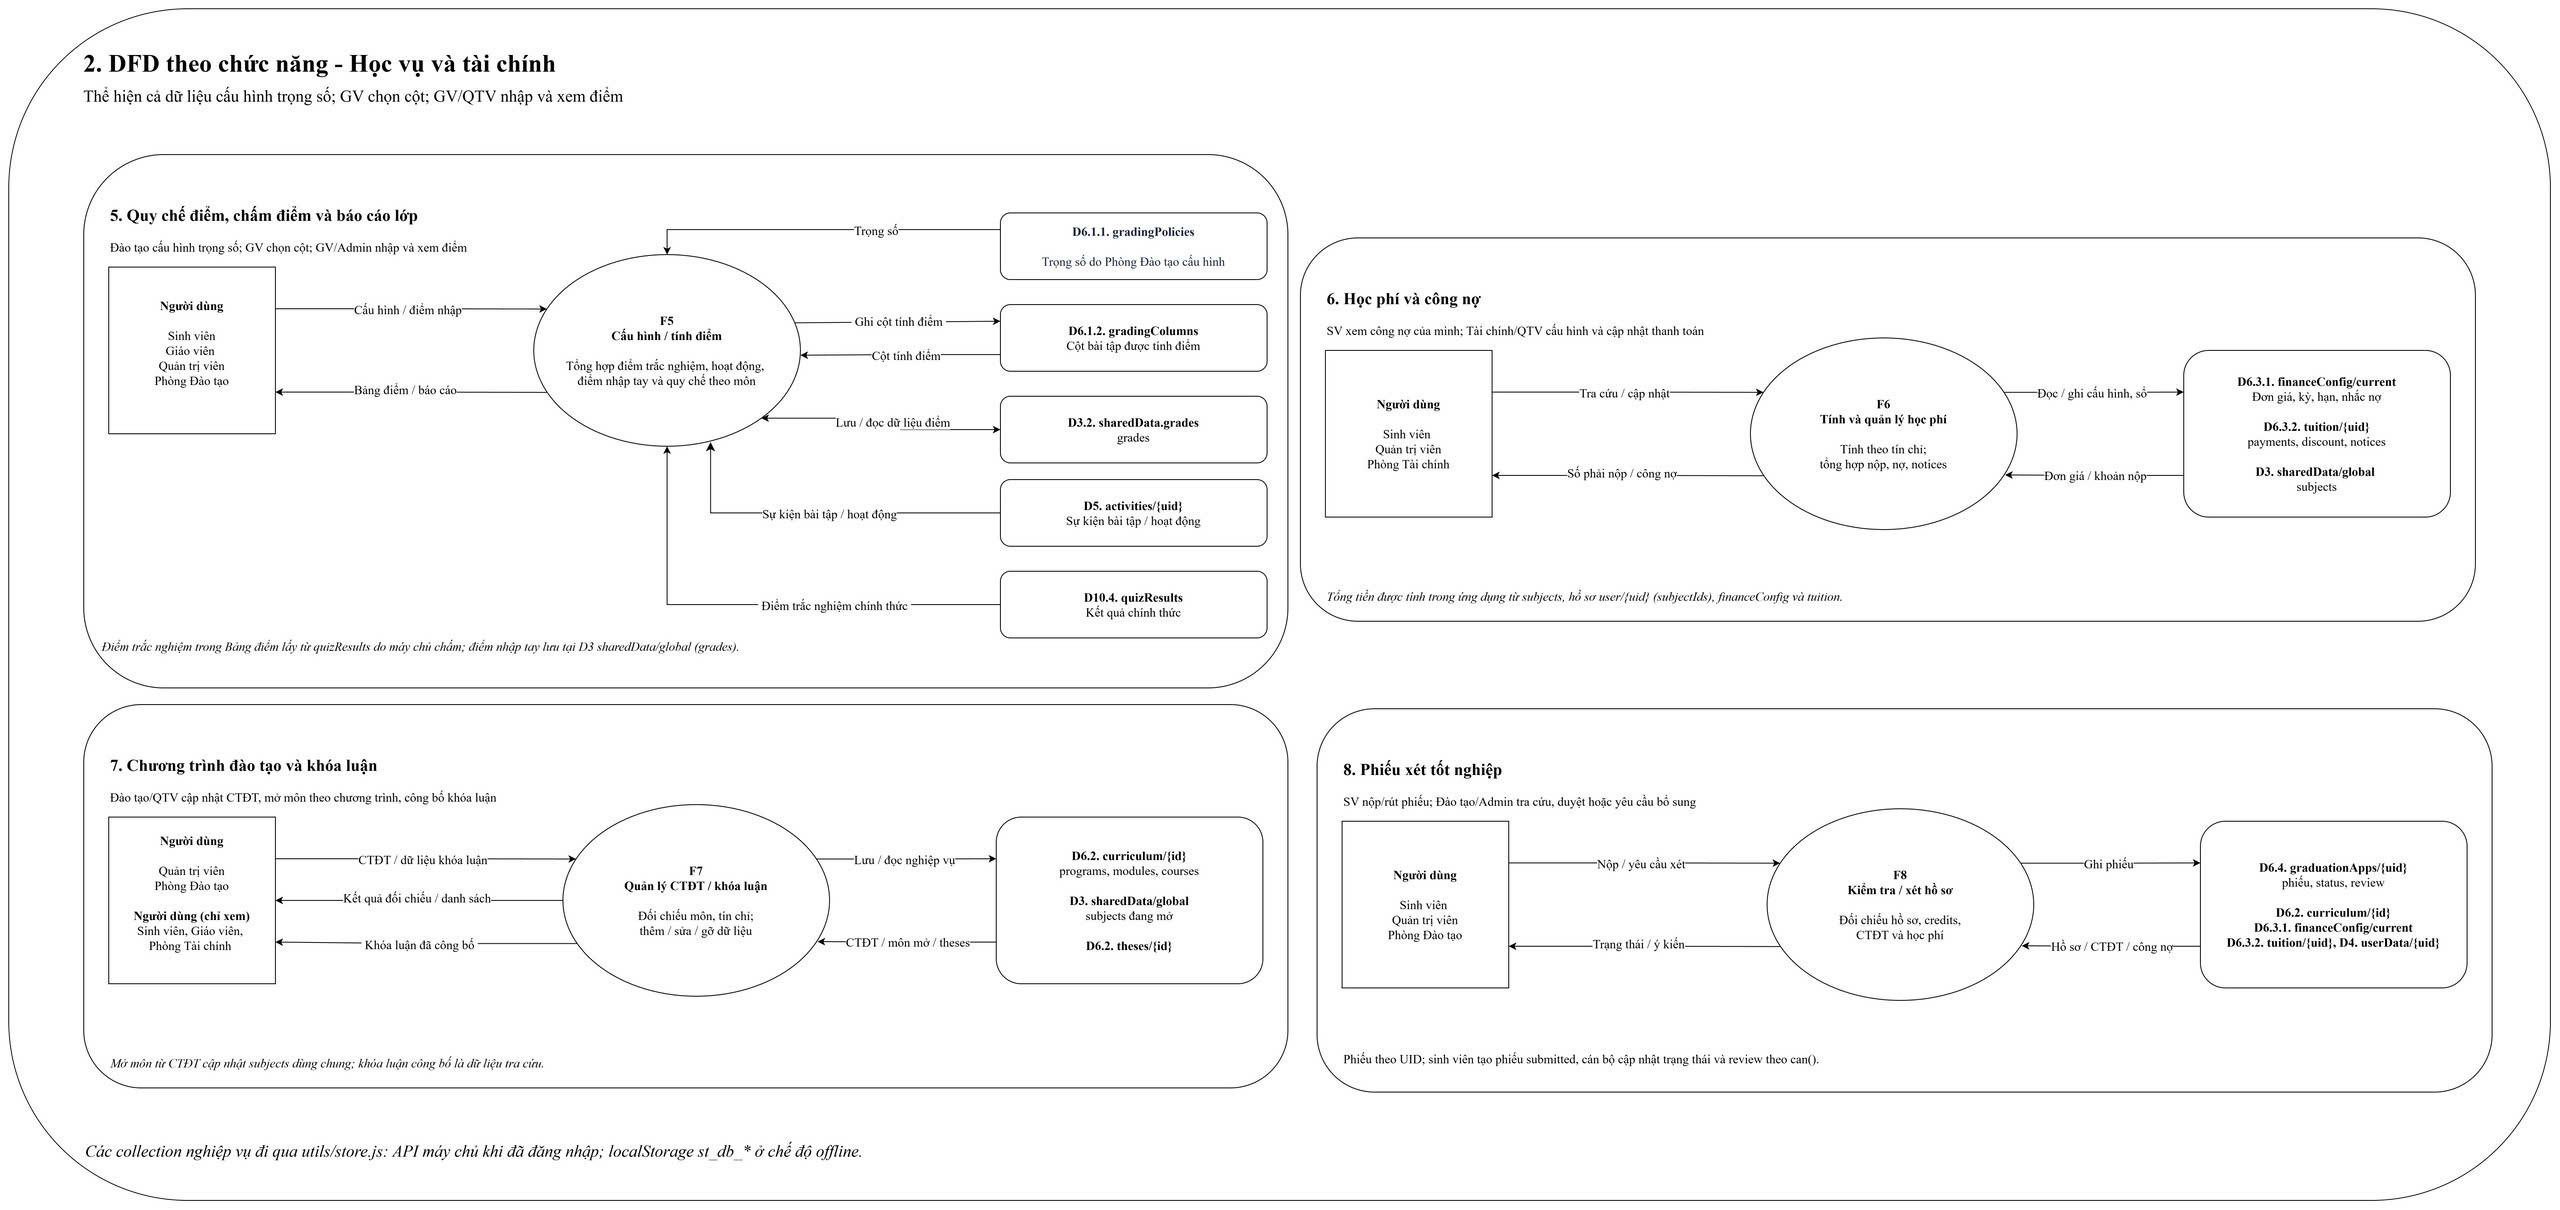 2. DFD theo chức năng - Học vụ và tài chính
Thể hiện cả dữ liệu cấu hình trọng số; GV chọn cột; GV/QTV nhập và xem điểm
5. Quy chế điểm, chấm điểm và báo cáo lớp
Đào tạo cấu hình trọng số; GV chọn cột; GV/Admin nhập và xem điểm
Người dùng
Sinh viên
Giáo viên
Quản trị viên
Phòng Đào tạo
Cấu hình / điểm nhập
Bảng điểm / báo cáo
F5
Cấu hình / tính điểm
Tổng hợp điểm trắc nghiệm, hoạt động,
điểm nhập tay và quy chế theo môn
Trọng số
Ghi cột tính điểm
Cột tính điểm
Lưu / đọc dữ liệu điểm
Sự kiện bài tập / hoạt động
Điểm trắc nghiệm chính thức
D6.1.1. gradingPolicies
Trọng số do Phòng Đào tạo cấu hình
D6.1.2. gradingColumns
Cột bài tập được tính điểm
D3.2. sharedData.grades
grades
D5. activities/{uid}
Sự kiện bài tập / hoạt động
D10.4. quizResults
Kết quả chính thức
Điểm trắc nghiệm trong Bảng điểm lấy từ quizResults do máy chủ chấm; điểm nhập tay lưu tại D3 sharedData/global (grades).
6. Học phí và công nợ
SV xem công nợ của mình; Tài chính/QTV cấu hình và cập nhật thanh toán
Người dùng
Sinh viên
Quản trị viên
Phòng Tài chính
Tra cứu / cập nhật
Số phải nộp / công nợ
F6
Tính và quản lý học phí
Tính theo tín chỉ;
tổng hợp nộp, nợ, notices
Đọc / ghi cấu hình, sổ
Đơn giá / khoản nộp
D6.3.1. financeConfig/current
Đơn giá, kỳ, hạn, nhắc nợ
D6.3.2. tuition/{uid}
payments, discount, notices
D3. sharedData/global
subjects
Tổng tiền được tính trong ứng dụng từ subjects, hồ sơ user/{uid} (subjectIds), financeConfig và tuition.
7. Chương trình đào tạo và khóa luận
Đào tạo/QTV cập nhật CTĐT, mở môn theo chương trình, công bố khóa luận
Người dùng
Quản trị viên
Phòng Đào tạo
Người dùng (chỉ xem)
Sinh viên, Giáo viên,
Phòng Tài chính
CTĐT / dữ liệu khóa luận
Kết quả đối chiếu / danh sách
Khóa luận đã công bố
F7
Quản lý CTĐT / khóa luận
Đối chiếu môn, tín chỉ;
thêm / sửa / gỡ dữ liệu
Lưu / đọc nghiệp vụ
CTĐT / môn mở / theses
D6.2. curriculum/{id}
programs, modules, courses
D3. sharedData/global
subjects đang mở
D6.2. theses/{id}
Mở môn từ CTĐT cập nhật subjects dùng chung; khóa luận công bố là dữ liệu tra cứu.
8. Phiếu xét tốt nghiệp
SV nộp/rút phiếu; Đào tạo/Admin tra cứu, duyệt hoặc yêu cầu bổ sung
Người dùng
Sinh viên
Quản trị viên
Phòng Đào tạo
Nộp / yêu cầu xét
Trạng thái / ý kiến
F8
Kiểm tra / xét hồ sơ
Đối chiếu hồ sơ, credits,
CTĐT và học phí
Ghi phiếu
Hồ sơ / CTĐT / công nợ
D6.4. graduationApps/{uid}
phiếu, status, review
D6.2. curriculum/{id}
D6.3.1. financeConfig/current
D6.3.2. tuition/{uid}, D4. userData/{uid}
Phiếu theo UID; sinh viên tạo phiếu submitted, cán bộ cập nhật trạng thái và review theo can().
Các collection nghiệp vụ đi qua utils/store.js: API máy chủ khi đã đăng nhập; localStorage st_db_* ở chế độ offline.